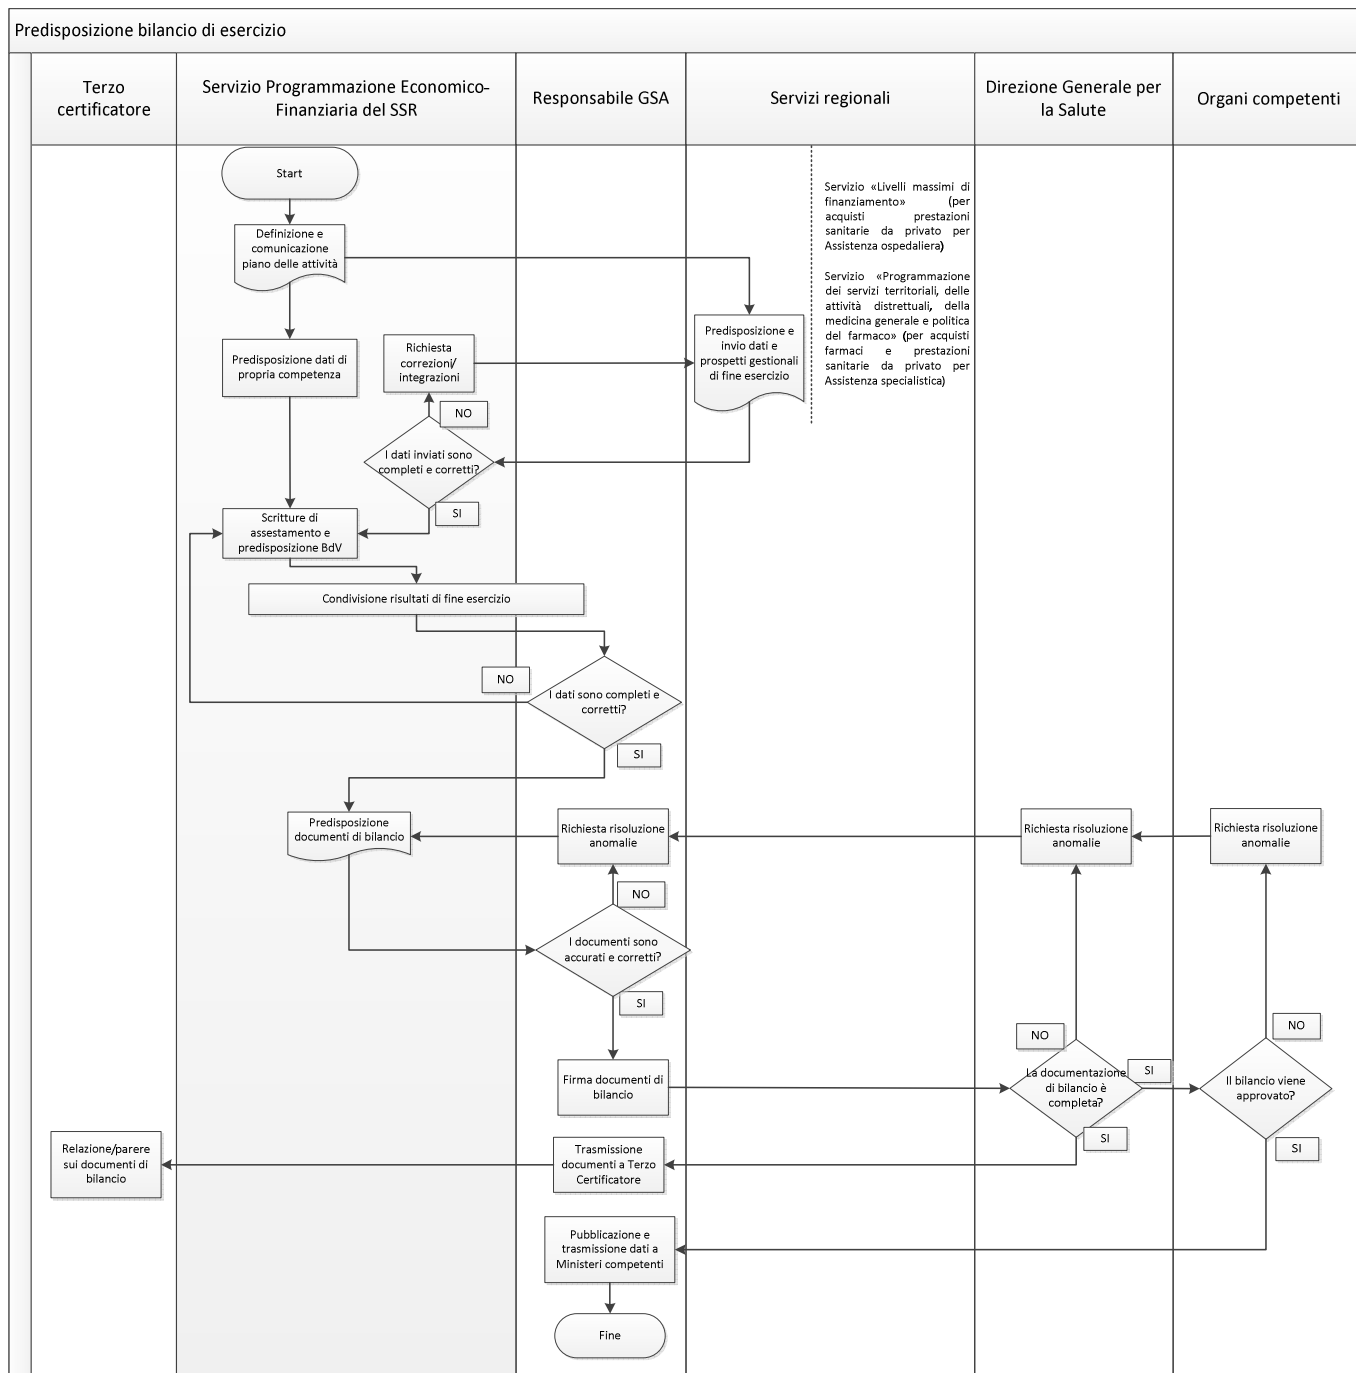 Predisposizione bilancio di esercizio
Terzo
certificatore
Servizio Programmazione Economico-
Finanziaria del SSR
Responsabile GSA
Servizi regionali
Direzione Generale per
la Salute
Organi competenti
Start
Definizione e
comunicazione
piano delle attività
Servizio «Livelli massimi di
finanziamento» (per
acquisti prestazioni
sanitarie da privato per
Assistenza ospedaliera)
Servizio «Programmazione
dei servizi territoriali, delle
attività distrettuali, della
medicina generale e politica
del farmaco» (per acquisti
farmaci e prestazioni
sanitarie da privato per
Assistenza specialistica)
Predisposizione dati di
propria competenza
Richiesta
correzioni/
integrazioni
Predisposizione e
invio dati e
prospetti gestionali
di fine esercizio
NO
I dati inviati sono
completi e corretti?
SI
Scritture di
assestamento e
predisposizione BdV
Condivisione risultati di fine esercizio
NO
I dati sono completi e
corretti?
SI
Predisposizione
documenti di bilancio
Richiesta risoluzione
anomalie
Richiesta risoluzione
anomalie
Richiesta risoluzione
anomalie
NO
I documenti sono
accurati e corretti?
SI
NO
NO
Firma documenti di
bilancio
La documentazione
di bilancio è
completa?
SI
Il bilancio viene
approvato?
SI
SI
Relazione/parere
sui documenti di
bilancio
Trasmissione
documenti a Terzo
Certificatore
Pubblicazione e
trasmissione dati a
Ministeri competenti
Fine